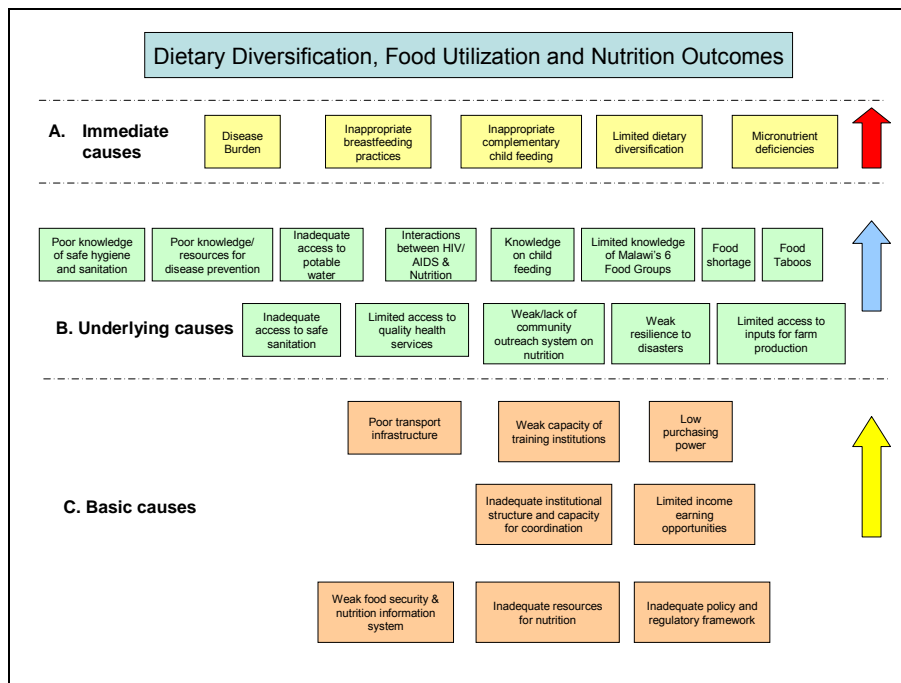 Dietary Diversification, Food Utilization and Nutrition Outcomes
A. Immediate
causes
Disease
Burden
Inappropriate
breastfeeding
practices
Inappropriate
complementary
child feeding
Limited dietary
diversification
Micronutrient
deficiencies
Poor knowledge
of safe hygiene
and sanitation
Poor knowledge/
resources for
disease prevention
Inadequate
access to
potable
water
Interactions
between HIV/
AIDS &
Nutrition
Knowledge
on child
feeding
Limited knowledge
of Malawi's 6
Food Groups
Food
shortage
Food
Taboos
B. Underlying causes
Inadequate
access to safe
sanitation
Limited access to
quality health
services
Weak/lack of
community
outreach system on
nutrition
Weak
resilience to
disasters
Limited access to
inputs for farm
production
Poor transport
infrastructure
Weak capacity of
training institutions
Low
purchasing
power
C. Basic causes
Inadequate institutional
structure and capacity
for coordination
Limited income
earning
opportunities
Weak food security &
nutrition information
system
Inadequate resources
for nutrition
Inadequate policy and
regulatory framework